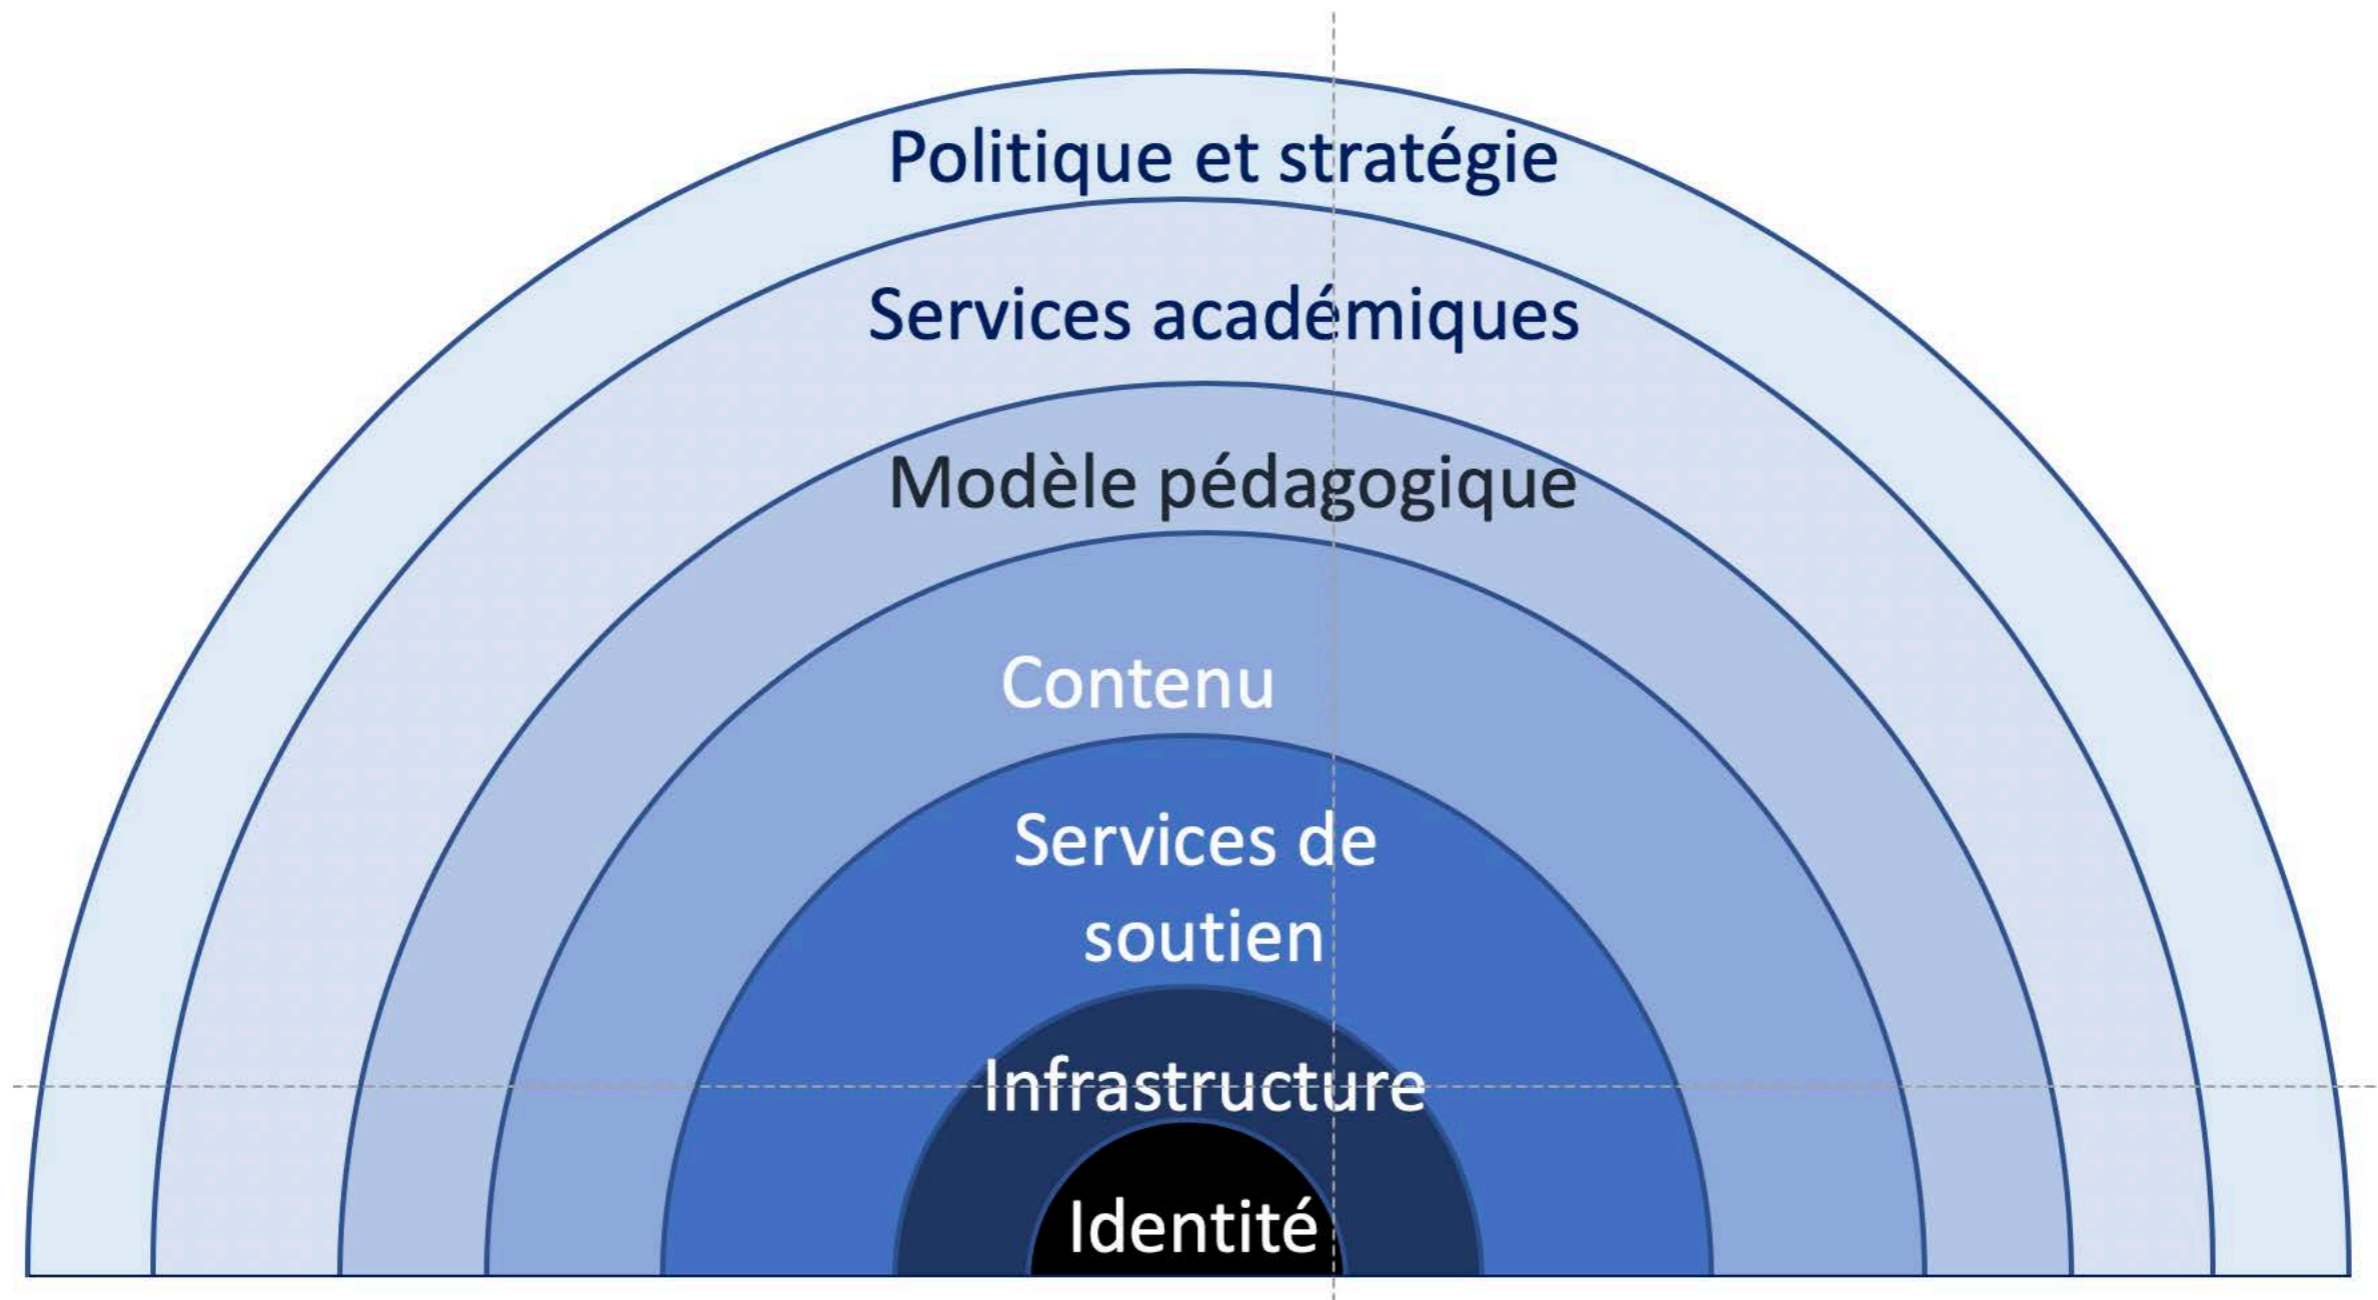 Politique et stratégie
Services académiques
Modèle pédagogique
Contenu
Services de
soutien
Infrastructure
Identité